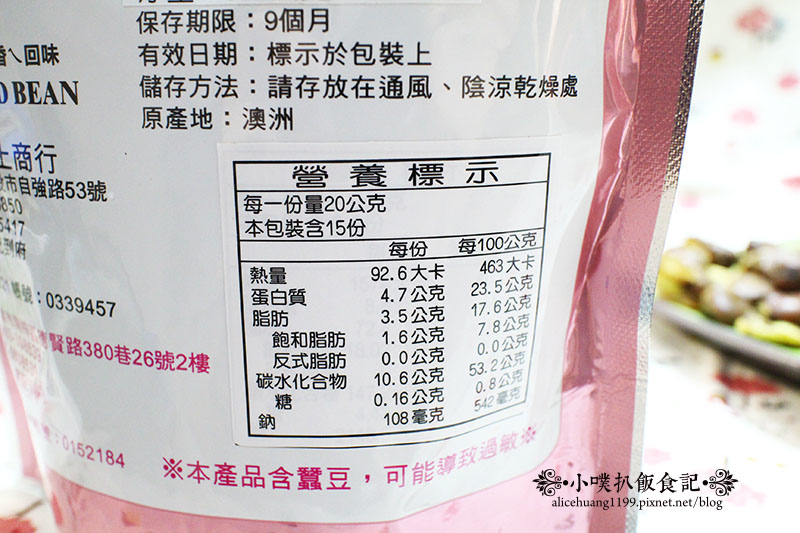 保存期限：9個月
有效日期：標示於包裝上
儲存方法：請存放在通風、陰涼乾燥處
原產地：澳洲
回味
BEAN
商行
市自強路53號
850
5417
到府
：0339457
賢路380巷26號2樓
：0152184
營養標示
每一份量20公克
本包裝含15份
每份 每100公克
熱量 92.6大卡 463大卡
蛋白質 4.7公克 23.5公克
脂肪 3.5公克 17.6公克
飽和脂肪 1.6公克 7.8公克
反式脂肪 0.0公克 0.0公克
碳水化合物 10.6公克 53.2公克
糖 0.16公克 0.8公克
鈉 108毫克 542毫克
※本產品含蠶豆，可能導致過敏※
小噗扒飯食記
alicehuang1199.pixnet.net/blog